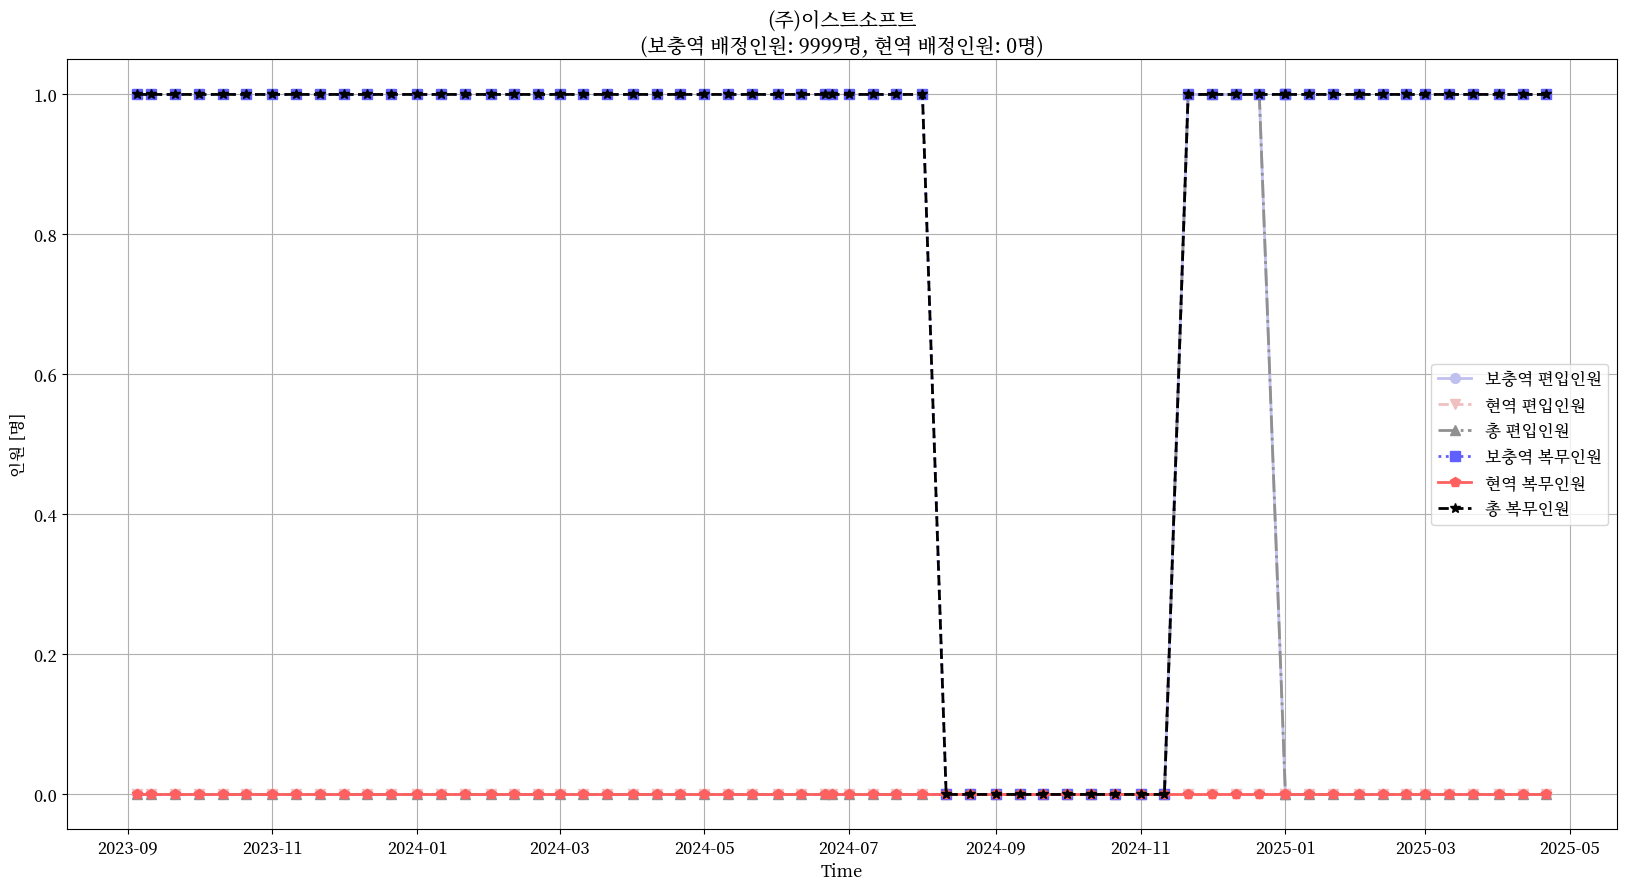 (주)이스트소프트
(보충역 배정인원: 9999명, 현역 배정인원: 0명)
1.0
0.8
0.6
0.4
0.2
0.0
인원 [명]
보충역 편입인원
현역 편입인원
총 편입인원
보충역 복무인원
현역 복무인원
총 복무인원
2023-09
2023-11
2024-01
2024-03
2024-05
2024-07
2024-09
2024-11
2025-01
2025-03
2025-05
Time